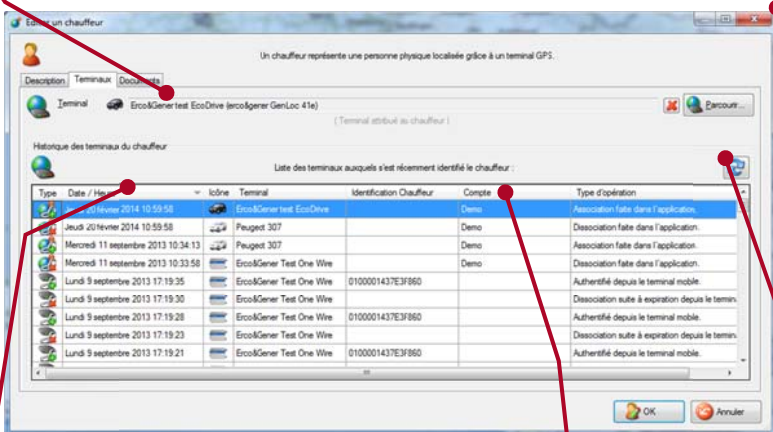 Editer un chauffeur
Un chauffeur représente une personne physique localisée grâce à un terminal GPS.
Description Terminaux Documents
Terminal Erco&Gener test EcoDrive (erco&gerer GenLoc 41e) Parcourir...
( Terminal attribué au chauffeur )
Historique des terminaux du chauffeur
Liste des terminaux auxquels s'est récemment identifié le chauffeur :
Type Date / Heure Icône Terminal Identification Chauffeur Compte Type d'opération
Jeudi 20 février 2014 10:59:58 Erco&Gener test EcoDrive Demo Association faite dans l'application.
Jeudi 20 février 2014 10:59:58 Peugeot 307 Demo Dissociation faite dans l'application.
Mercredi 11 septembre 2013 10:34:13 Peugeot 307 Demo Association faite dans l'application.
Mercredi 11 septembre 2013 10:33:58 Erco&Gener Test One Wire Demo Dissociation faite dans l'application.
Lundi 9 septembre 2013 17:19:35 Erco&Gener Test One Wire 0100001437E3F860 Authentifié depuis le terminal mobile.
Lundi 9 septembre 2013 17:19:30 Erco&Gener Test One Wire Dissociation suite à expiration depuis le termin
Lundi 9 septembre 2013 17:19:28 Erco&Gener Test One Wire 0100001437E3F860 Authentifié depuis le terminal mobile.
Lundi 9 septembre 2013 17:19:23 Erco&Gener Test One Wire Dissociation suite à expiration depuis le termin
Lundi 9 septembre 2013 17:19:21 Erco&Gener Test One Wire 0100001437E3F860 Authentifié depuis le terminal mobile.
OK Annuler